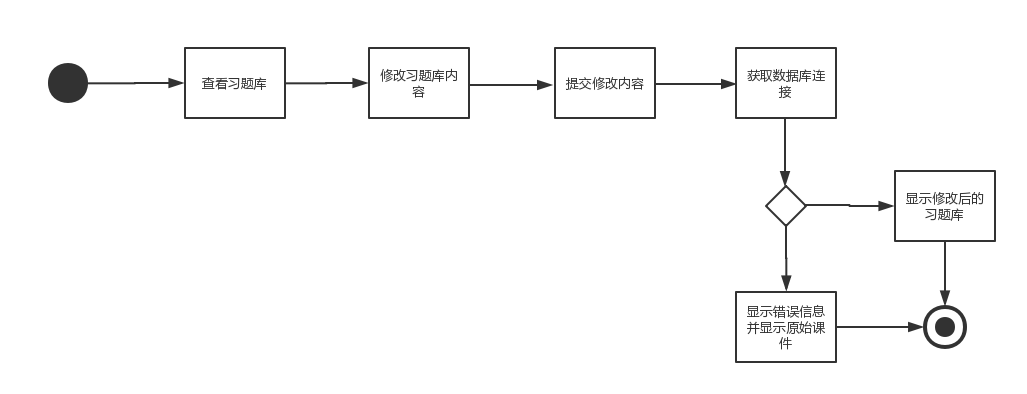 查看习题库
修改习题库内
容
提交修改内容
获取数据库连
接
显示修改后的
习题库
显示错误信息
并显示原始课
件